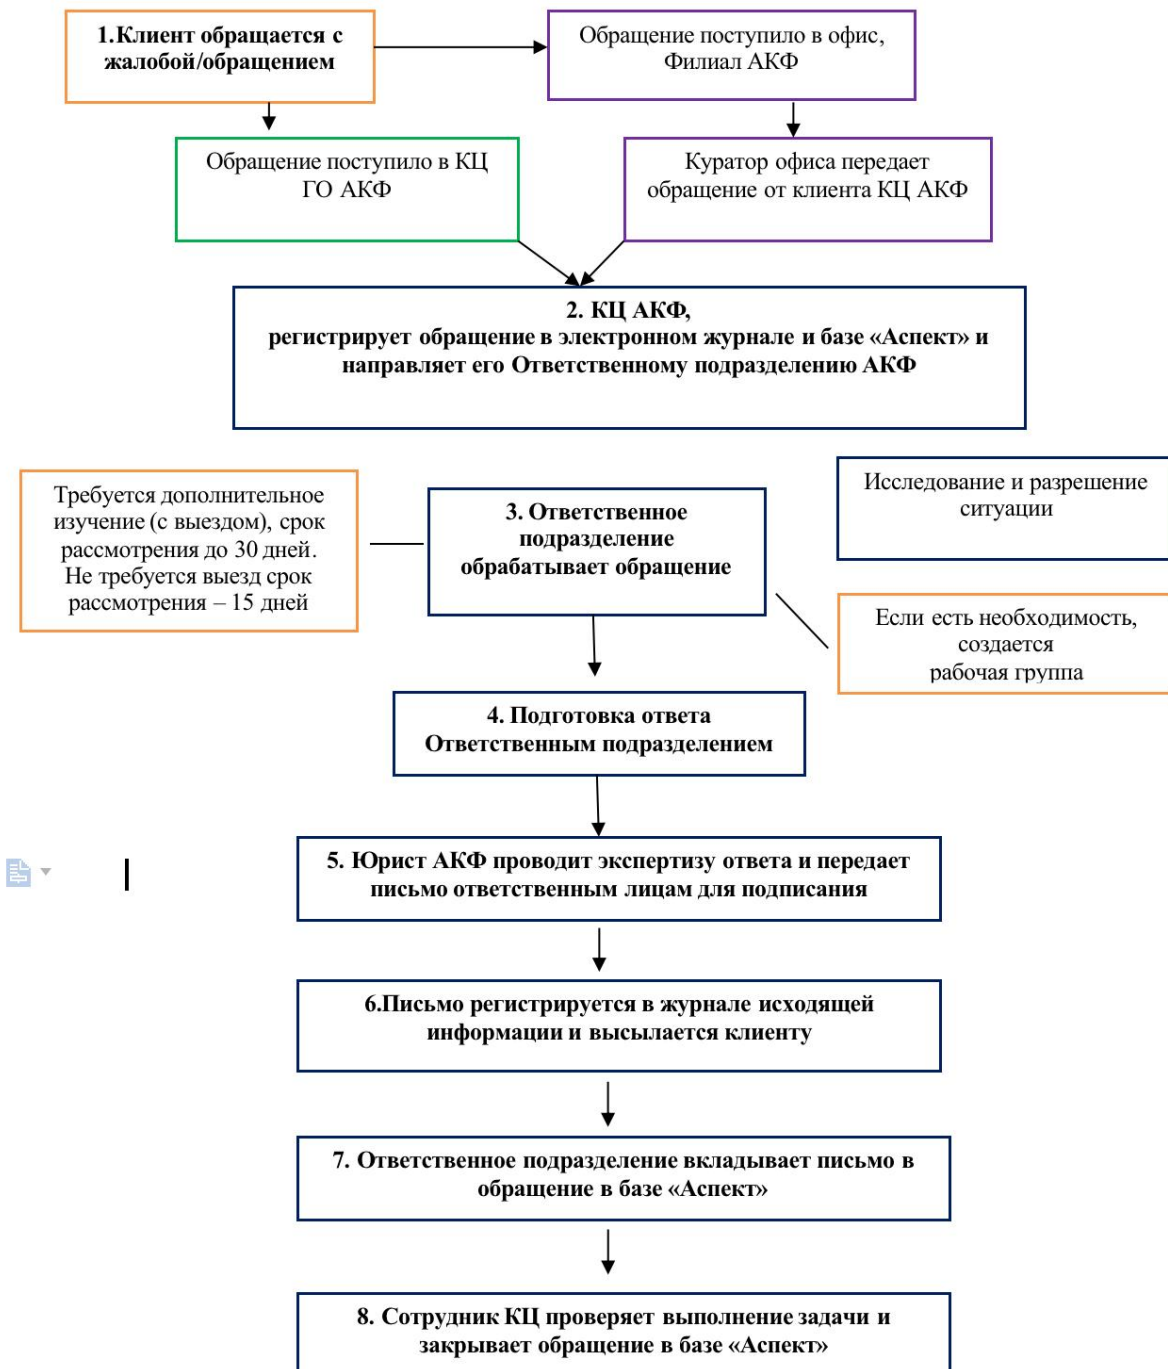 1.Клиент обращается с
жалобой/обращением
Обращение поступило в офис,
Филиал АКФ
Обращение поступило в КЦ
ГО АКФ
Куратор офиса передает
обращение от клиента КЦ АКФ
2. КЦ АКФ,
регистрирует обращение в электронном журнале и базе «Аспект» и
направляет его Ответственному подразделению АКФ
Требуется дополнительное
изучение (с выездом), срок
рассмотрения до 30 дней.
Не требуется выезд срок
рассмотрения – 15 дней
3. Ответственное
подразделение
обрабатывает обращение
Исследование и разрешение
ситуации
Если есть необходимость,
создается
рабочая группа
4. Подготовка ответа
Ответственным подразделением
5. Юрист АКФ проводит экспертизу ответа и передает
письмо ответственным лицам для подписания
6.Письмо регистрируется в журнале исходящей
информации и высылается клиенту
7. Ответственное подразделение вкладывает письмо в
обращение в базе «Аспект»
8. Сотрудник КЦ проверяет выполнение задачи и
закрывает обращение в базе «Аспект»